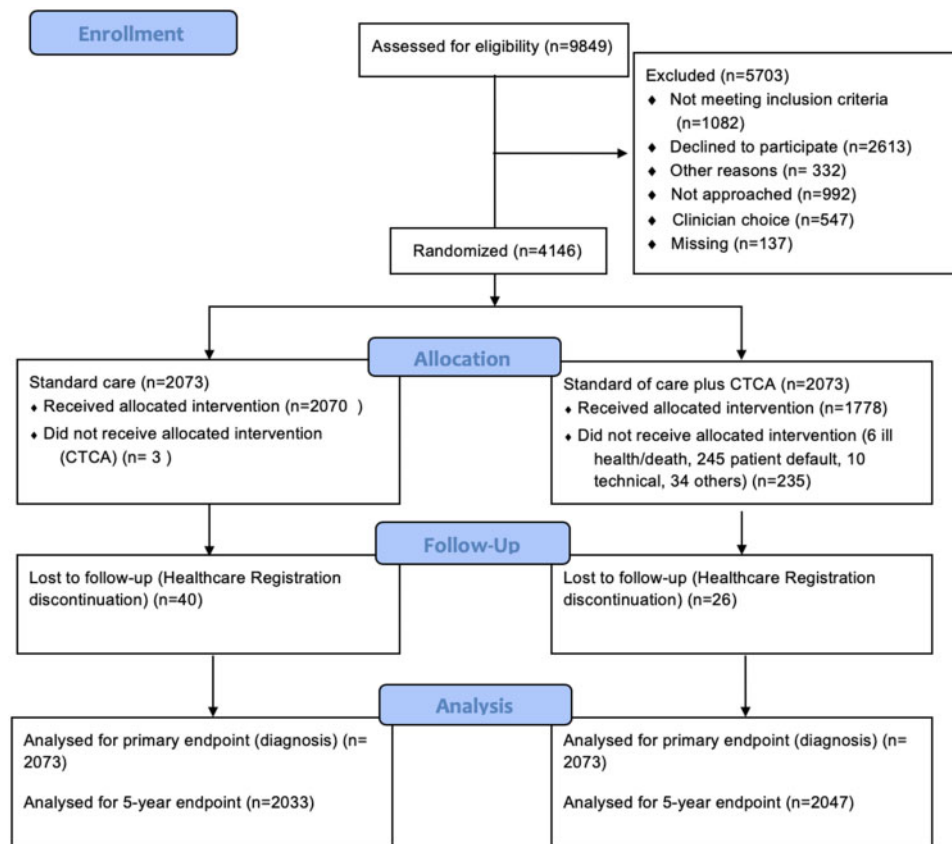 Enrollment
Assessed for eligibility (n=9849)
Excluded (n=5703)
♦ Not meeting inclusion criteria
(n=1082)
♦ Declined to participate (n=2613)
♦ Other reasons (n= 332)
♦ Not approached (n=992)
♦ Clinician choice (n=547)
♦ Missing (n=137)
Randomized (n=4146)
Allocation
Standard care (n=2073)
♦ Received allocated intervention (n=2070 )
♦ Did not receive allocated intervention
(CTCA) (n= 3 )
Standard of care plus CTCA (n=2073)
♦ Received allocated intervention (n=1778)
♦ Did not receive allocated intervention (6 ill
health/death, 245 patient default, 10
technical, 34 others) (n=235)
Follow-Up
Lost to follow-up (Healthcare Registration
discontinuation) (n=40)
Lost to follow-up (Healthcare Registration
discontinuation) (n=26)
Analysis
Analysed for primary endpoint (diagnosis) (n=
2073)
Analysed for 5-year endpoint (n=2033)
Analysed for primary endpoint (diagnosis) (n=
2073)
Analysed for 5-year endpoint (n=2047)